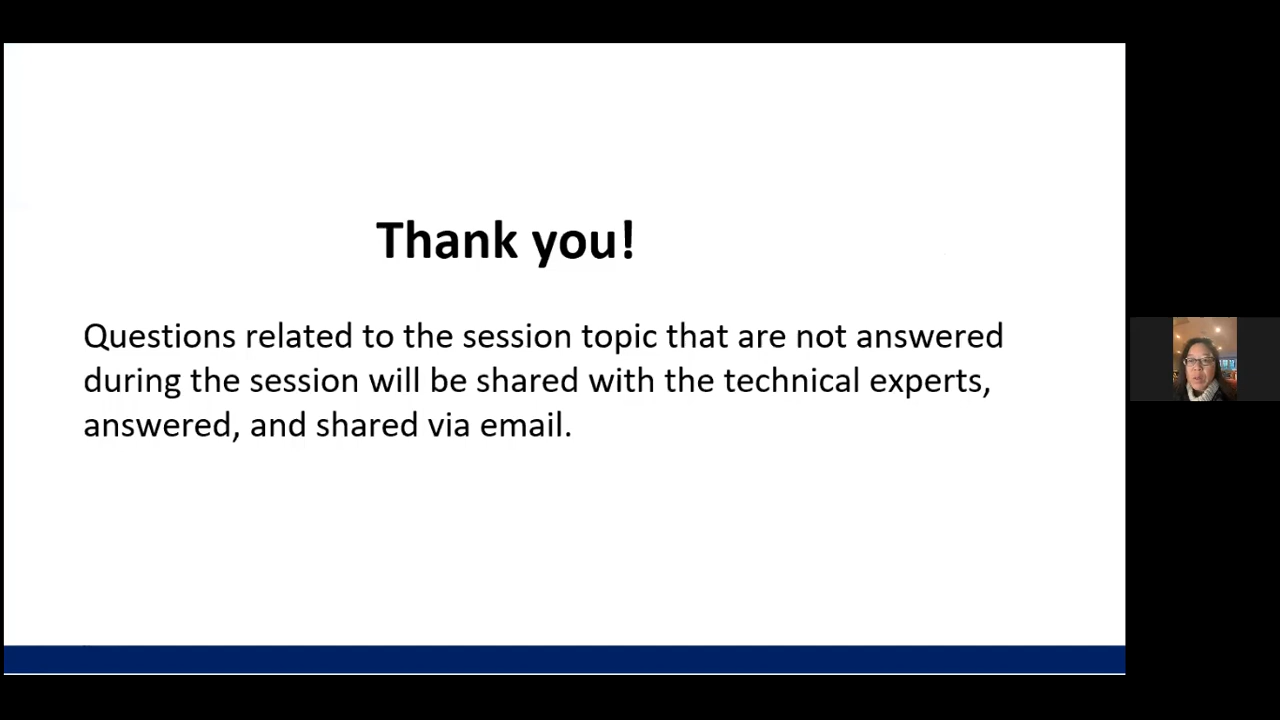 Thank you!
Questions related to the session topic that are not answered
during the session will be shared with the technical experts,
answered, and shared via email.